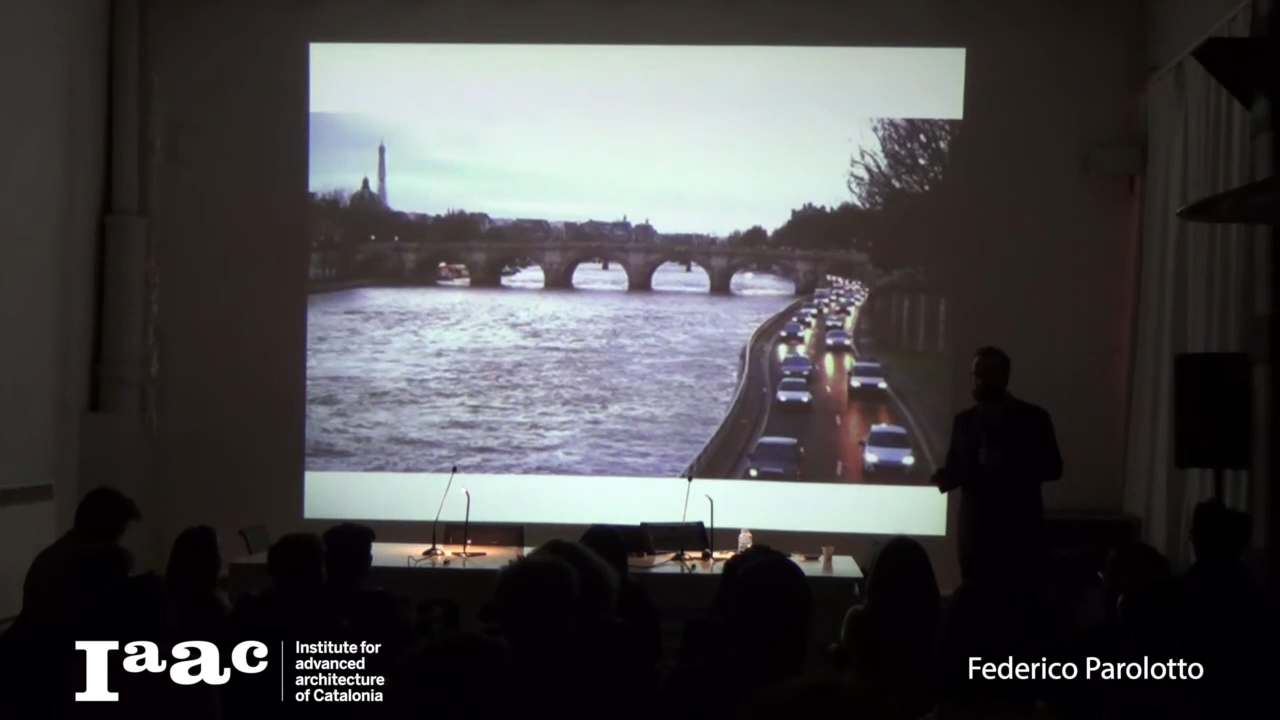 Iaac
Institute for
advanced
architecture
of Catalonia
Federico Parolotto